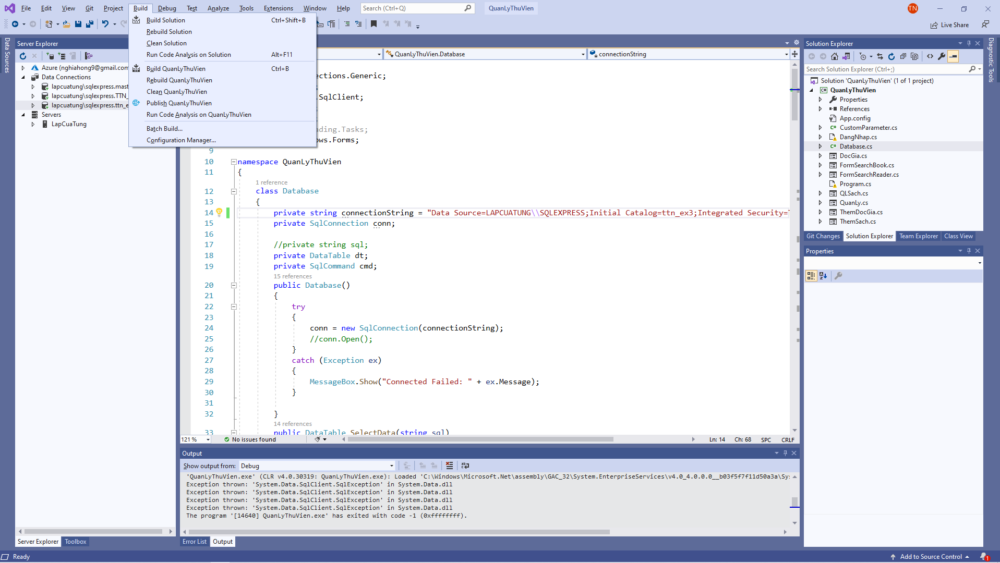 File Edit View Git Project Build Debug Test Analyze Tools Extensions Window Help Search (Ctrl+Q) QuanLyThuVien TN
Live Share
Data Sources
Server Explorer
Azure (nghiahong9@gmail.com
Data Connections
lapcuatung\sqlexpress.mast
lapcuatung\sqlexpress.TTN_
lapcuatung\sqlexpress.ttn_e
Servers
LapCuaTung
Server Explorer Toolbox
Build Solution Ctrl+Shift+B
Rebuild Solution
Clean Solution
Run Code Analysis on Solution Alt+F11
Build QuanLyThuVien Ctrl+B
Rebuild QuanLyThuVien
Clean QuanLyThuVien
Publish QuanLyThuVien
Run Code Analysis on QuanLyThuVien
Batch Build...
Configuration Manager...
QuanLyThuVien.Database connectionString
ctions.Generic;
;
.SqlClient;
;
;
ading.Tasks;
ows.Forms;
9
10 namespace QuanLyThuVien
11 {
1 reference
12 class Database
13 {
14 private string connectionString = "Data Source=LAPCUATUNG\\SQLEXPRESS;Initial Catalog=ttn_ex3;Integrated Security=T
15 private SqlConnection conn;
16
17 //private string sql;
18 private DataTable dt;
19 private SqlCommand cmd;
15 references
20 public Database()
21 {
22 try
23 {
24 conn = new SqlConnection(connectionString);
25 //conn.Open();
26 }
27 catch (Exception ex)
28 {
29 MessageBox.Show("Connected Failed: " + ex.Message);
30 }
31
32 }
14 references
33 public DataTable SelectData(string sql)
121 % No issues found Ln: 14 Ch: 68 SPC CRLF
Output
Show output from: Debug
'QuanLyThuVien.exe' (CLR v4.0.30319: QuanLyThuVien.exe): Loaded 'C:\Windows\Microsoft.Net\assembly\GAC_32\System.EnterpriseServices\v4.0_4.0.0.0__b03f5f7f11d50a3a\Sys
Exception thrown: 'System.Data.SqlClient.SqlException' in System.Data.dll
Exception thrown: 'System.Data.SqlClient.SqlException' in System.Data.dll
Exception thrown: 'System.Data.SqlClient.SqlException' in System.Data.dll
Exception thrown: 'System.Data.SqlClient.SqlException' in System.Data.dll
The program '[14640] QuanLyThuVien.exe' has exited with code -1 (0xffffffff).
Error List Output
Solution Explorer
Search Solution Explorer (Ctrl+;)
Solution 'QuanLyThuVien' (1 of 1 project)
QuanLyThuVien
Properties
References
App.config
CustomParameter.cs
DangNhap.cs
Database.cs
DocGia.cs
FormSearchBook.cs
FormSearchReader.cs
Program.cs
QLSach.cs
QuanLy.cs
ThemDocGia.cs
ThemSach.cs
Git Changes Solution Explorer Team Explorer Class View
Properties
Diagnostic Tools
Ready Add to Source Control 1